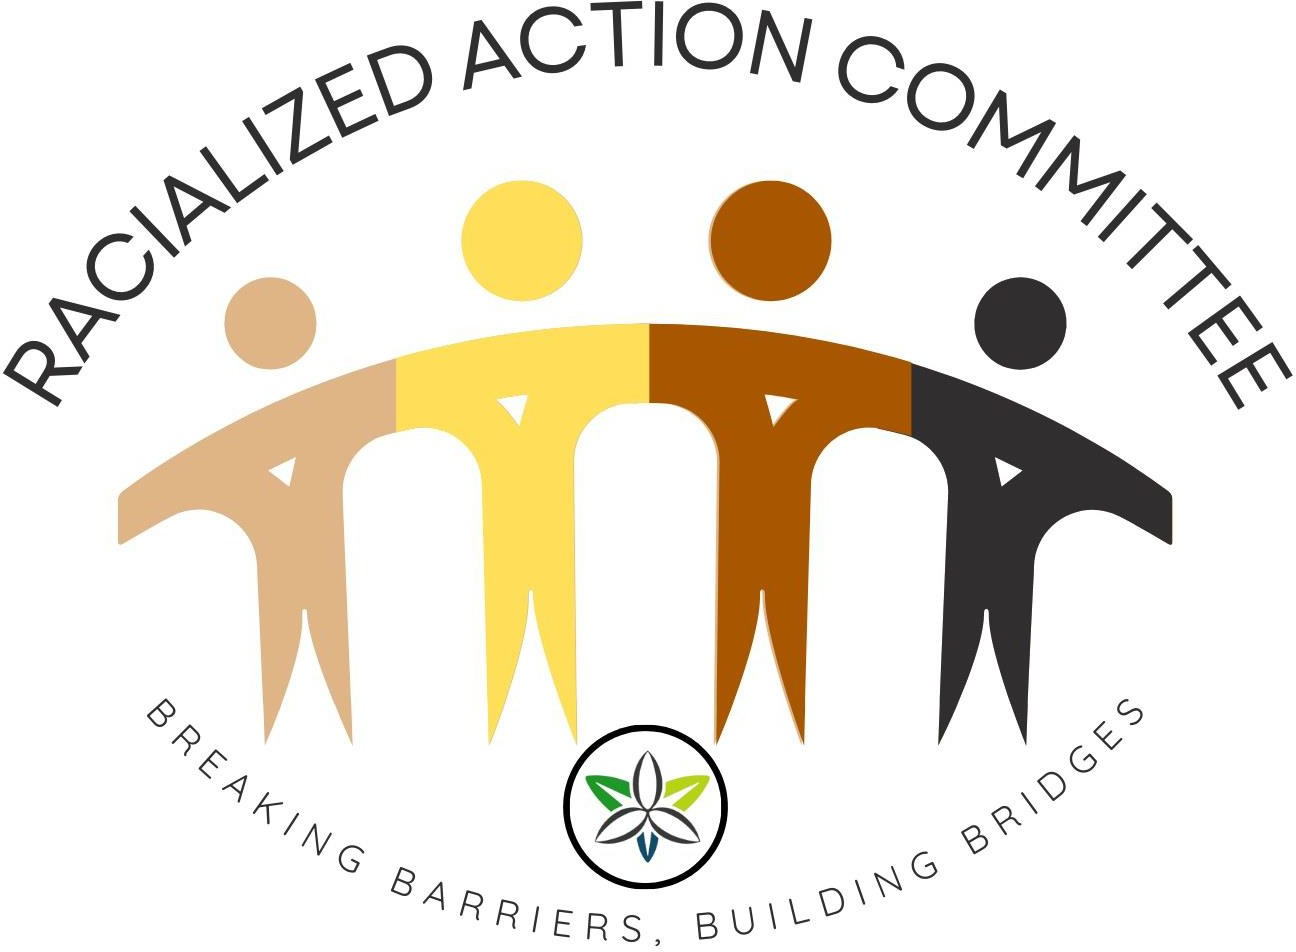 RACIALIZED ACTION COMMITTEE
BREAKING BARRIERS, BUILDING BRIDGES